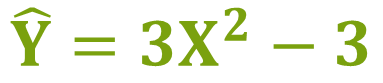 Ŷ = 3X² − 3